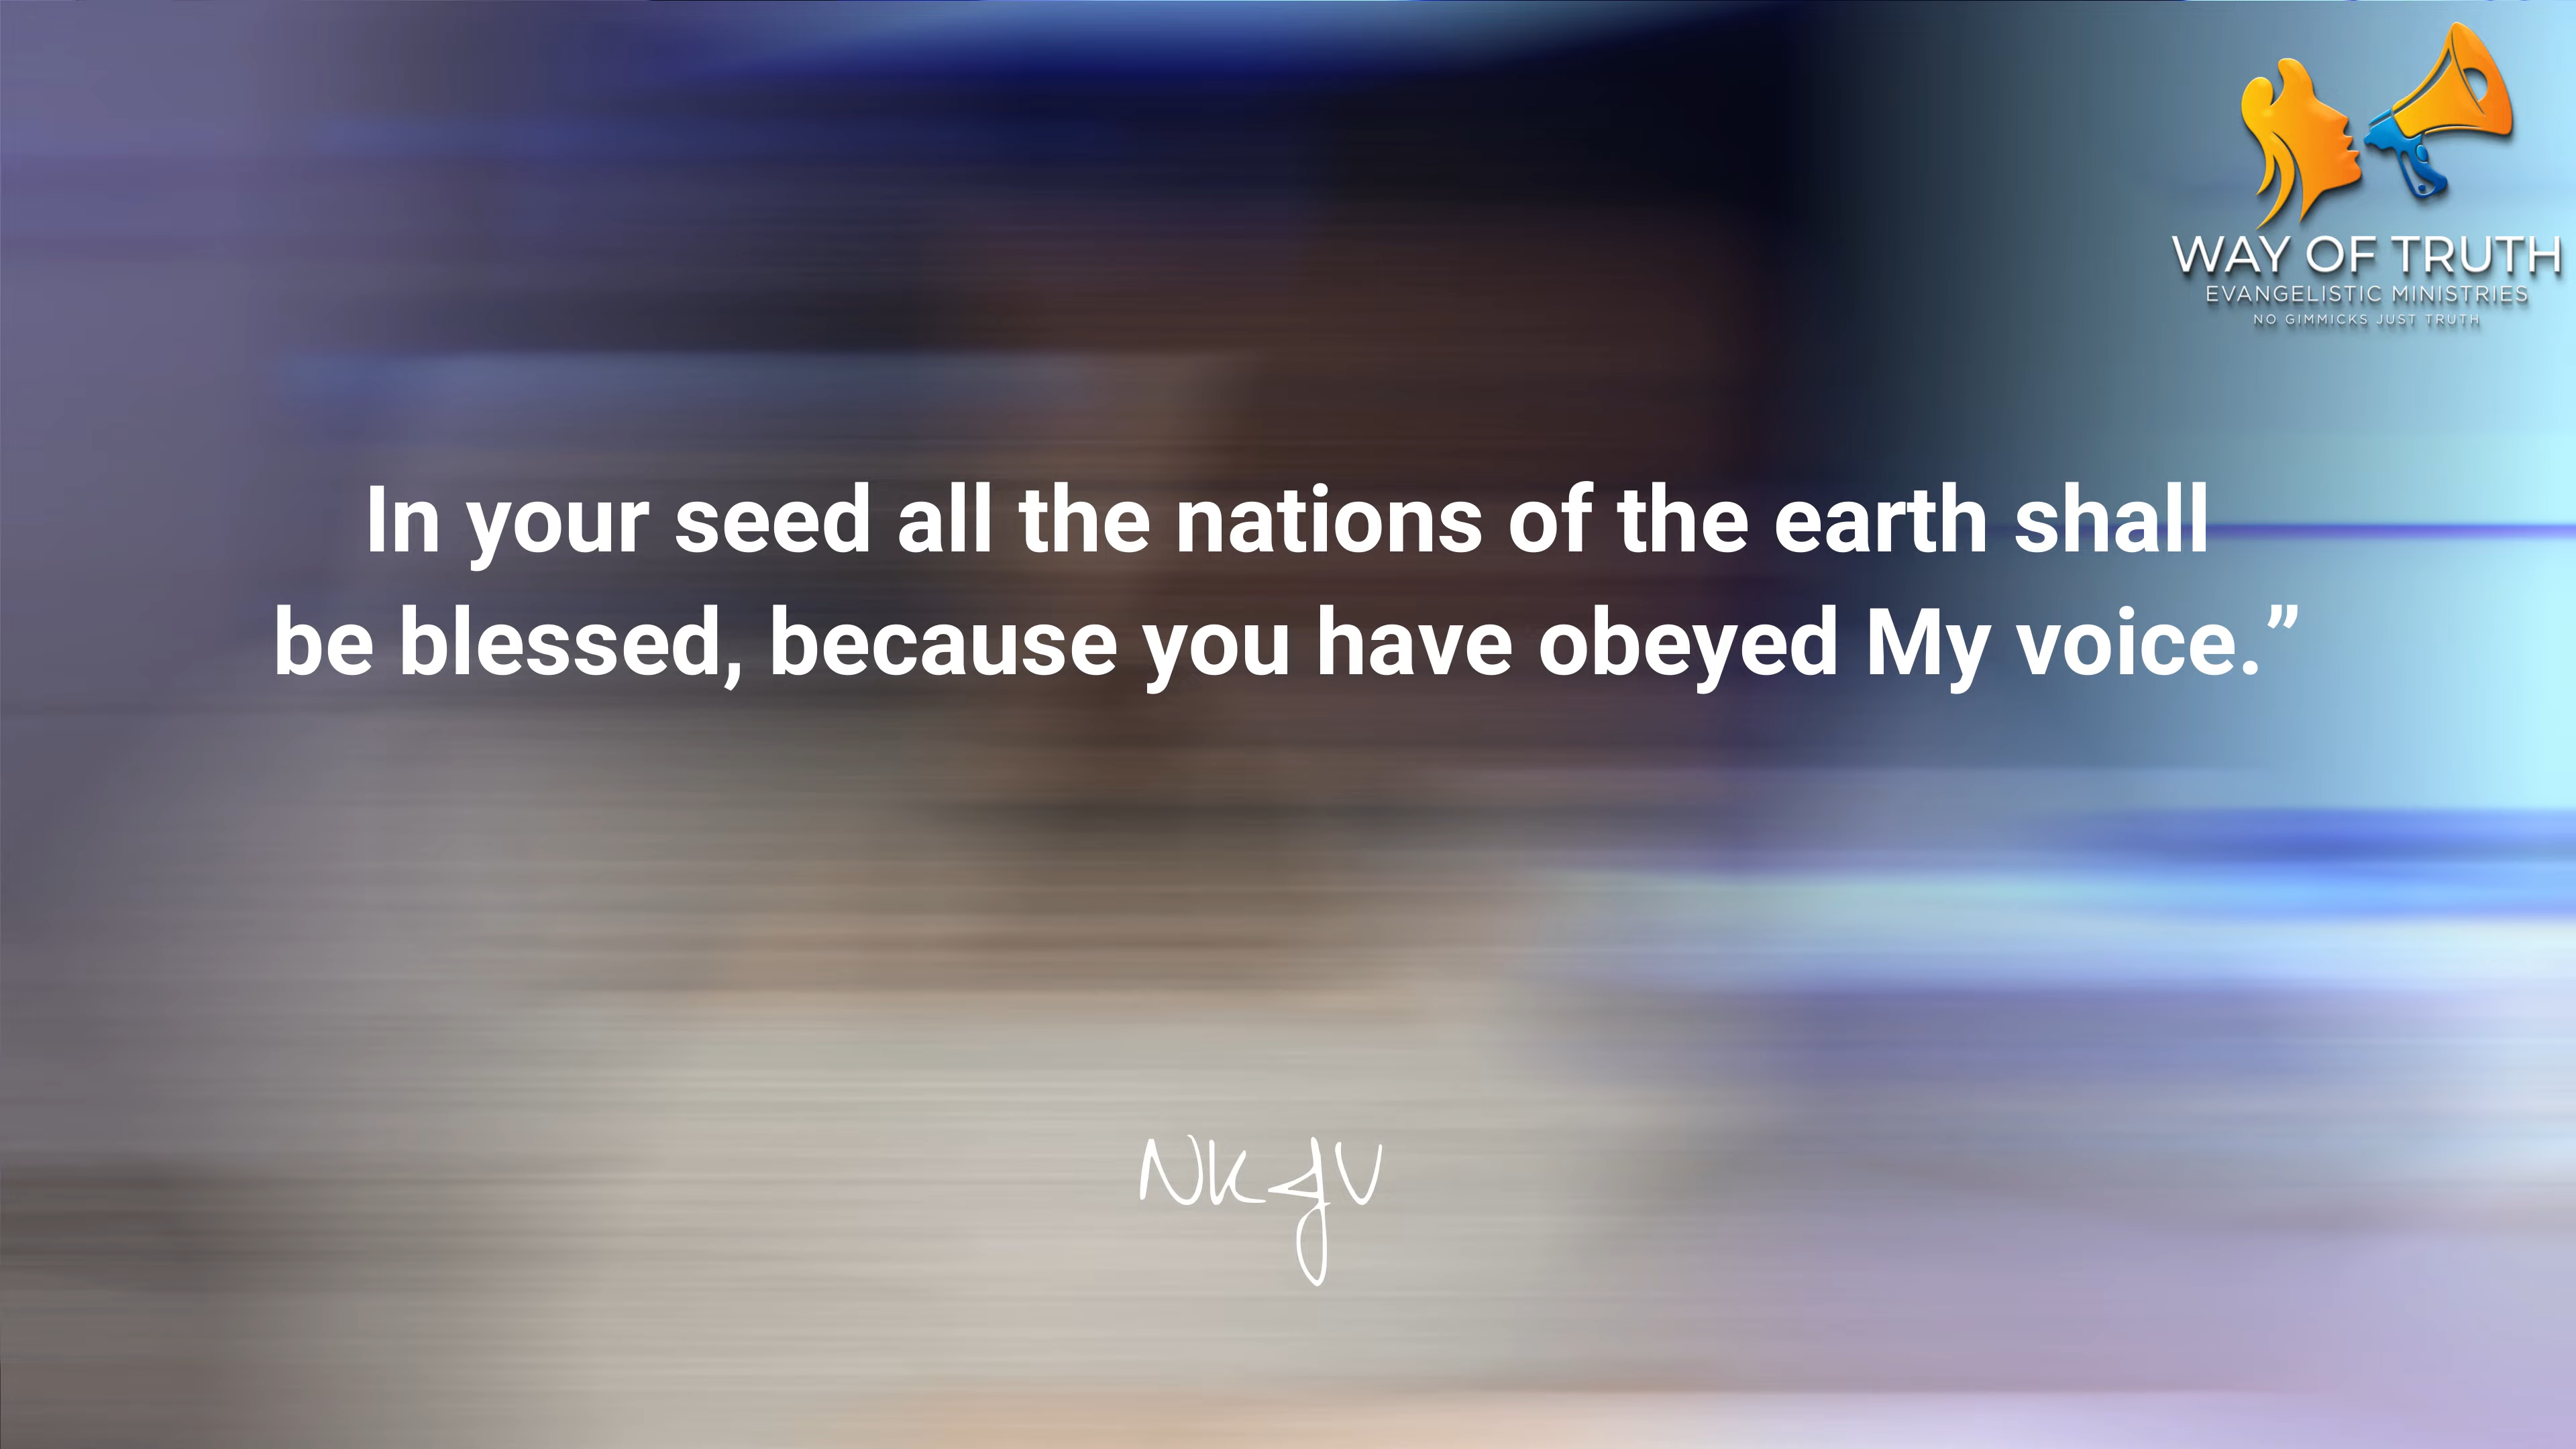 WAY OF TRUTH
EVANGELISTIC MINISTRIES
NO GIMMICKS JUST TRUTH
In your seed all the nations of the earth shall
be blessed, because you have obeyed My voice.”
NKJV